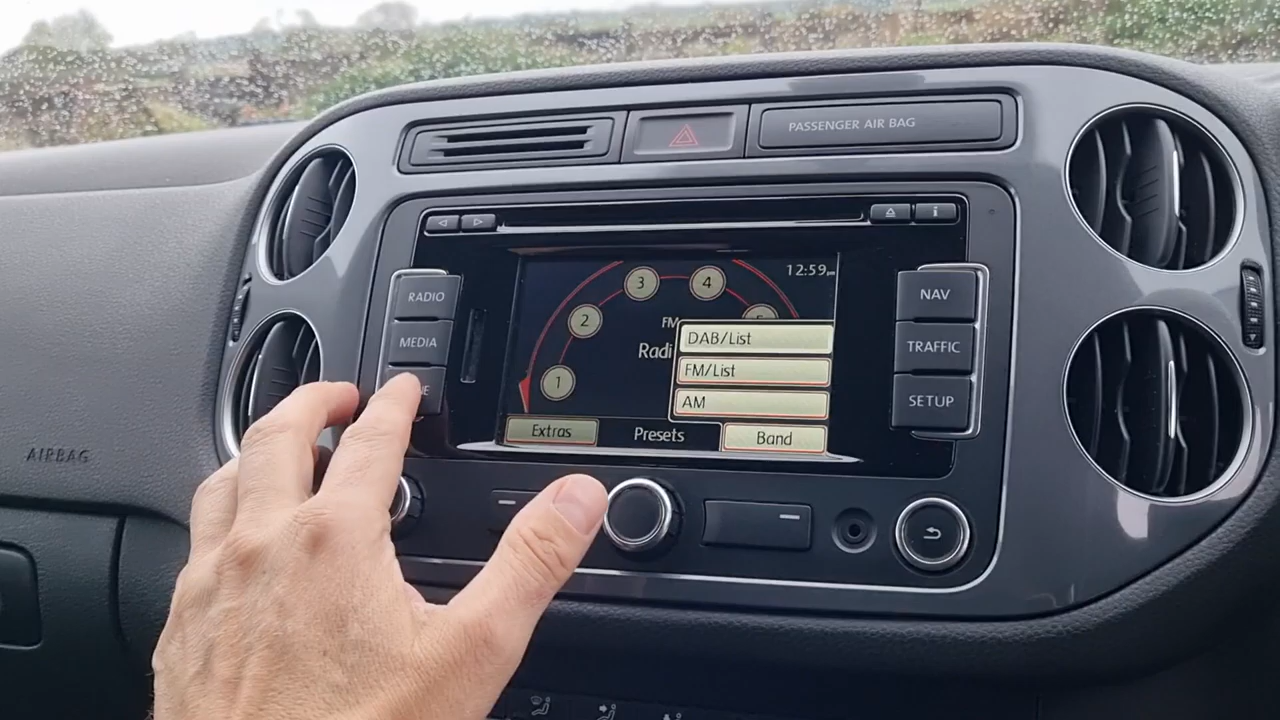 PASSENGER AIR BAG
RADIO
MEDIA
NAV
TRAFFIC
SETUP
12:59
3
4
2
1
DAB/List
FM/List
AM
Extras
Presets
Band
AIRBAG